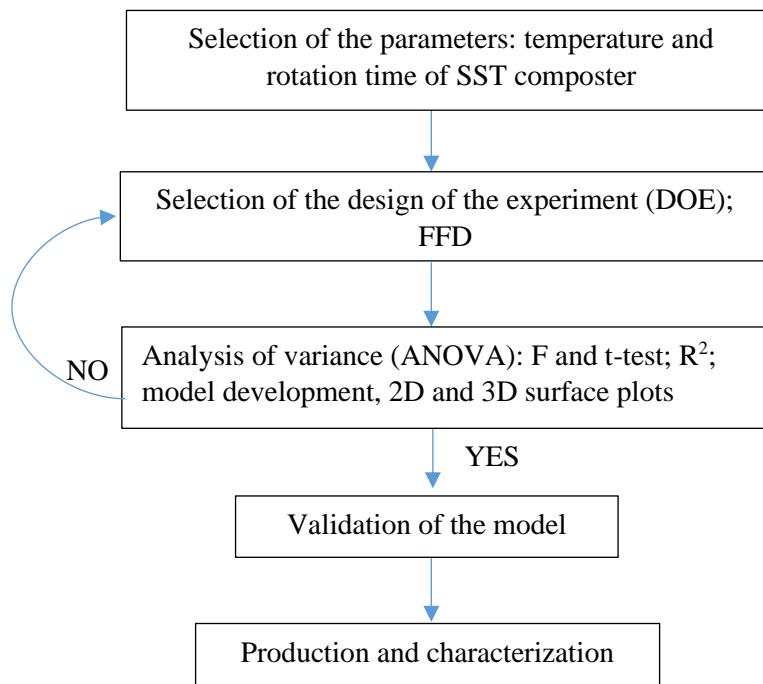 Selection of the parameters: temperature and
rotation time of SST composter
Selection of the design of the experiment (DOE);
FFD
NO
Analysis of variance (ANOVA): F and t-test; R²;
model development, 2D and 3D surface plots
YES
Validation of the model
Production and characterization